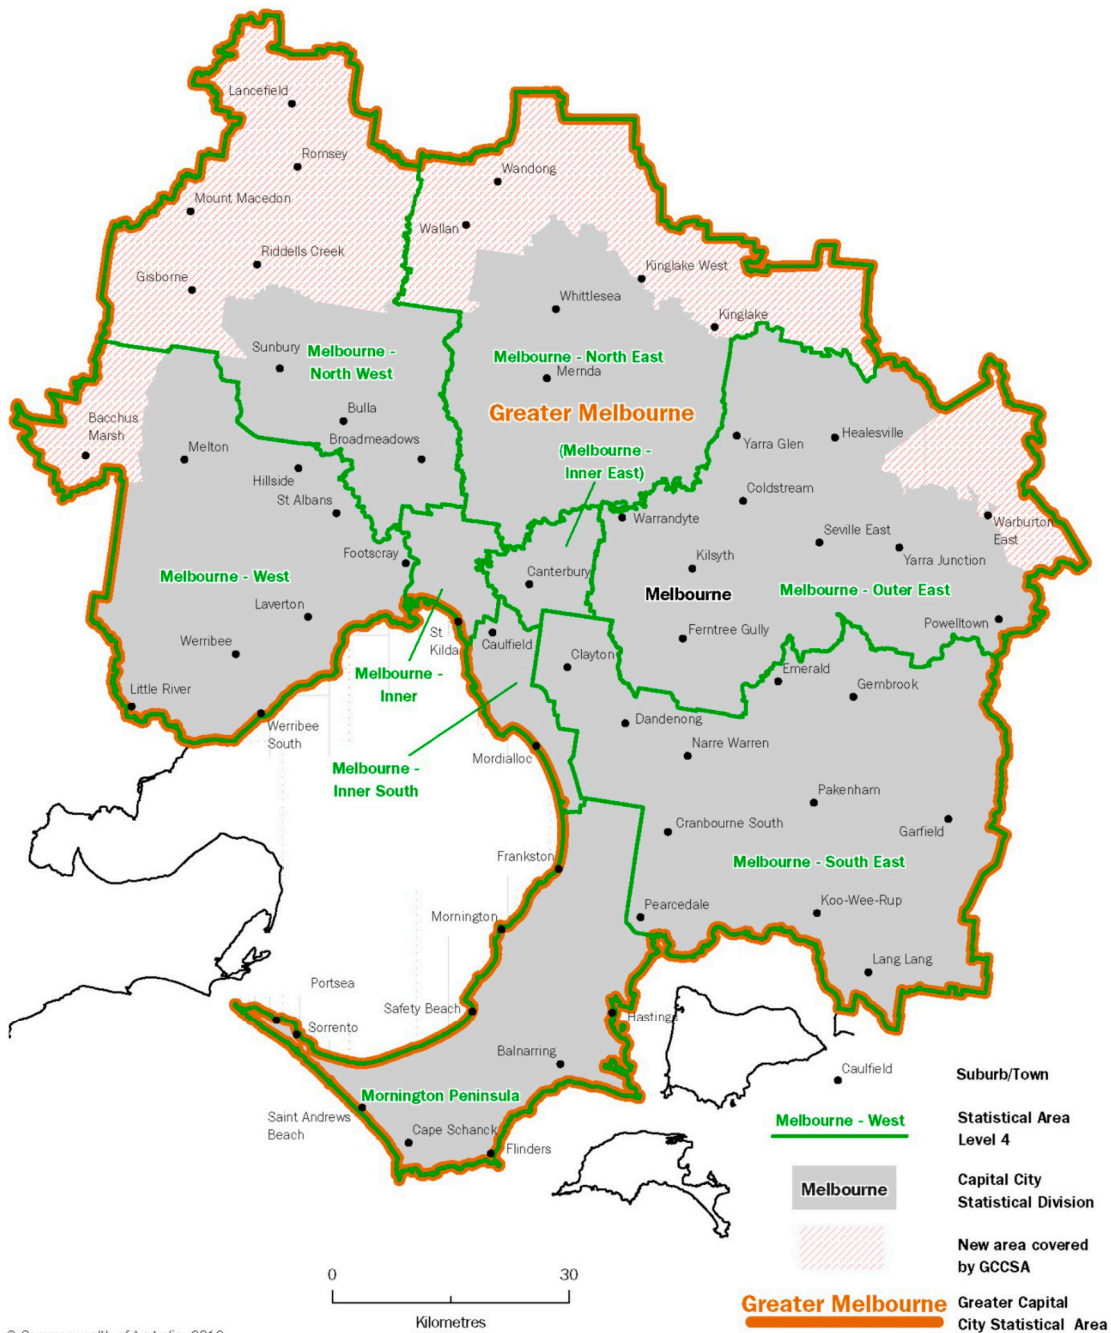 Lancefield
Romsey
Wandong
Mount Macedon
Wallan
Riddells Creek
Kinglake West
Gisborne
Whittlesea
Kinglake
Sunbury
Melbourne -
North West
Melbourne - North East
Mernda
Bulla
Greater Melbourne
Bacchus
Marsh
Broadmeadows
Yarra Glen
Healesville
Melton
(Melbourne -
Inner East)
Hillside
Coldstream
St Albans
Warrandyte
Warburton
East
Seville East
Footscray
Kilsyth
Yarra Junction
Canterbury
Melbourne - West
Melbourne
Melbourne - Outer East
Laverton
Powelltown
St
Kilda
Caulfield
Ferntree Gully
Werribee
Clayton
Melbourne -
Inner
Emerald
Gembrook
Little River
Werribee
South
Dandenong
Narre Warren
Mordialloc
Melbourne -
Inner South
Pakenham
Cranbourne South
Garfield
Frankston
Melbourne - South East
Pearcedale
Koo-Wee-Rup
Mornington
Lang Lang
Portsea
Safety Beach
Hastings
Sorrento
Balnarring
Caulfield
Suburb/Town
Mornington Peninsula
Saint Andrews
Beach
Melbourne - West
Statistical Area
Level 4
Cape Schanck
Flinders
Melbourne
Capital City
Statistical Division
New area covered
by GCCSA
0 30
Kilometres
Greater Melbourne
Greater Capital
City Statistical Area